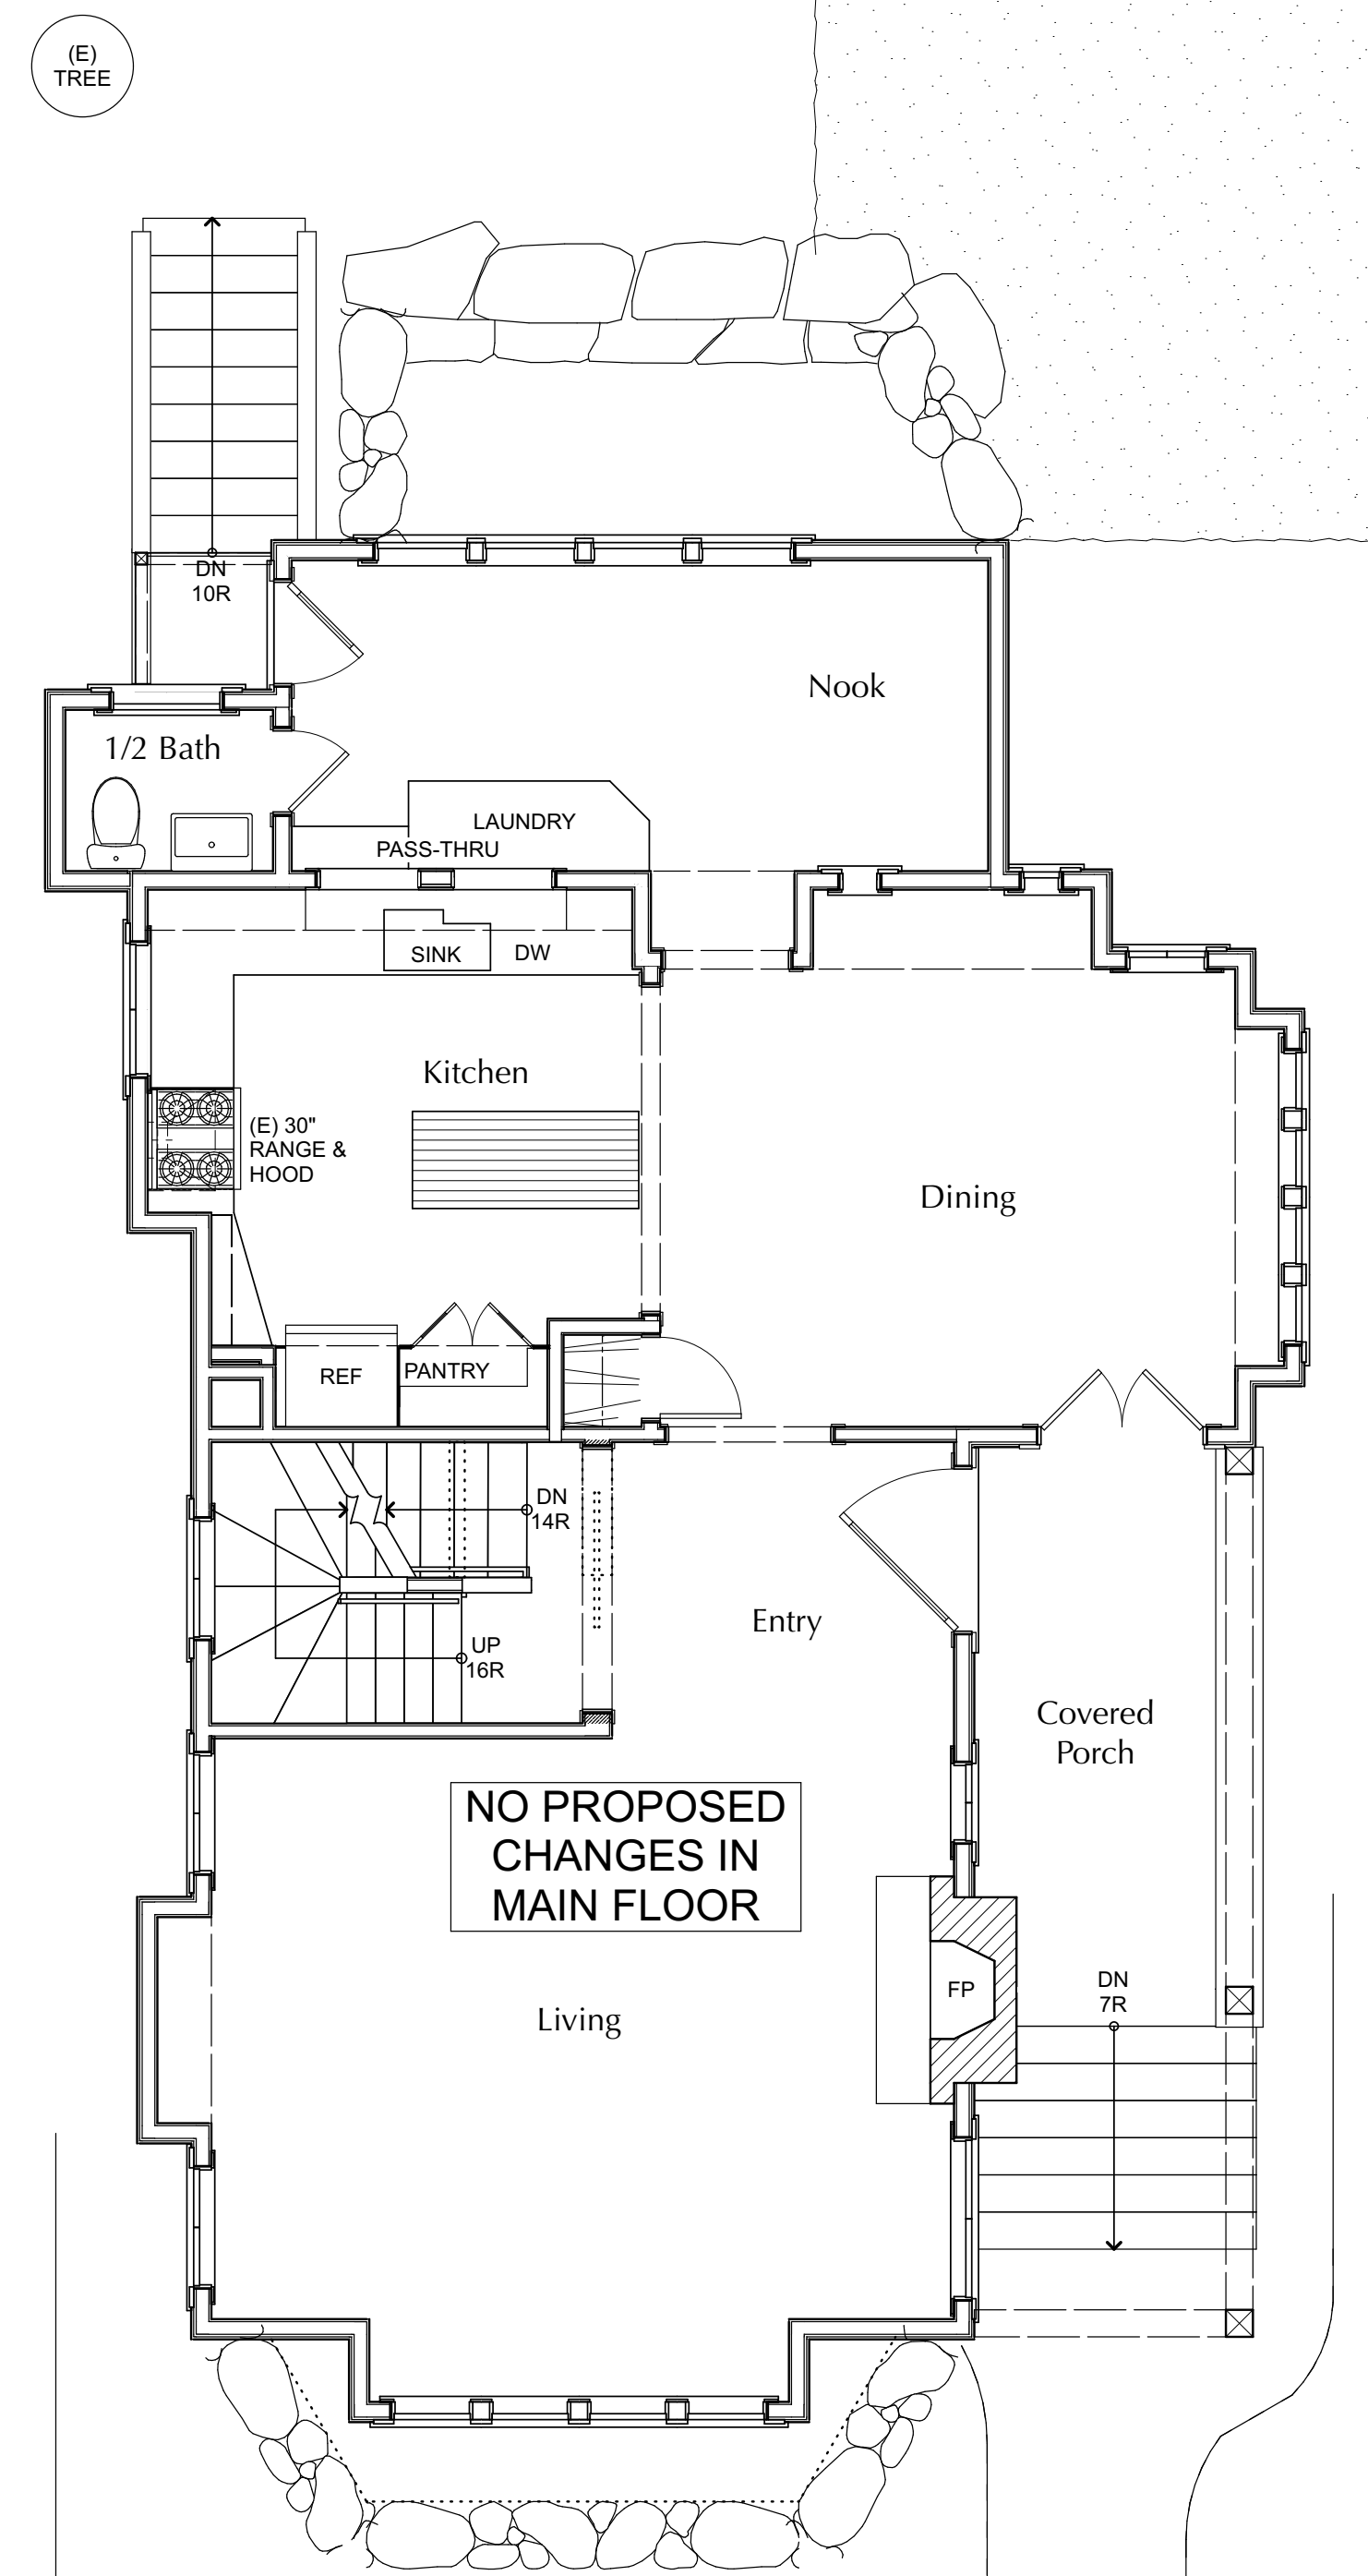 (E)
TREE
DN
10R
Nook
1/2 Bath
LAUNDRY
PASS-THRU
SINK
DW
Kitchen
(E) 30"
RANGE &
HOOD
Dining
REF
PANTRY
DN
14R
UP
16R
Entry
Covered
Porch
NO PROPOSED
CHANGES IN
MAIN FLOOR
FP
DN
7R
Living